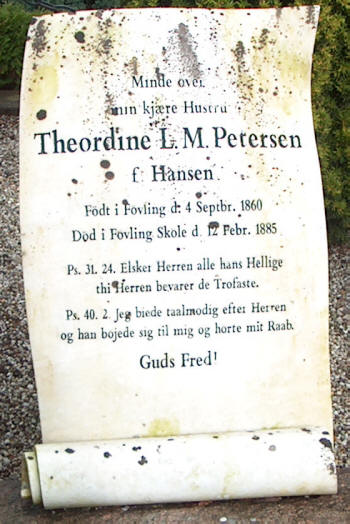 Minde over
min kjære Hustru
Theordine L. M. Petersen
f. Hansen
Født i Fovling d. 4 Septbr. 1860
Død i Fovling Skole d. 12 Febr. 1885
Ps. 31. 24. Elsker Herren alle hans Hellige
thi Herren bevarer de Trofaste.
Ps. 40. 2. Jeg biede taalmodig efter Herren
og han bøjede sig til mig og hørte mit Raab.
Guds Fred!